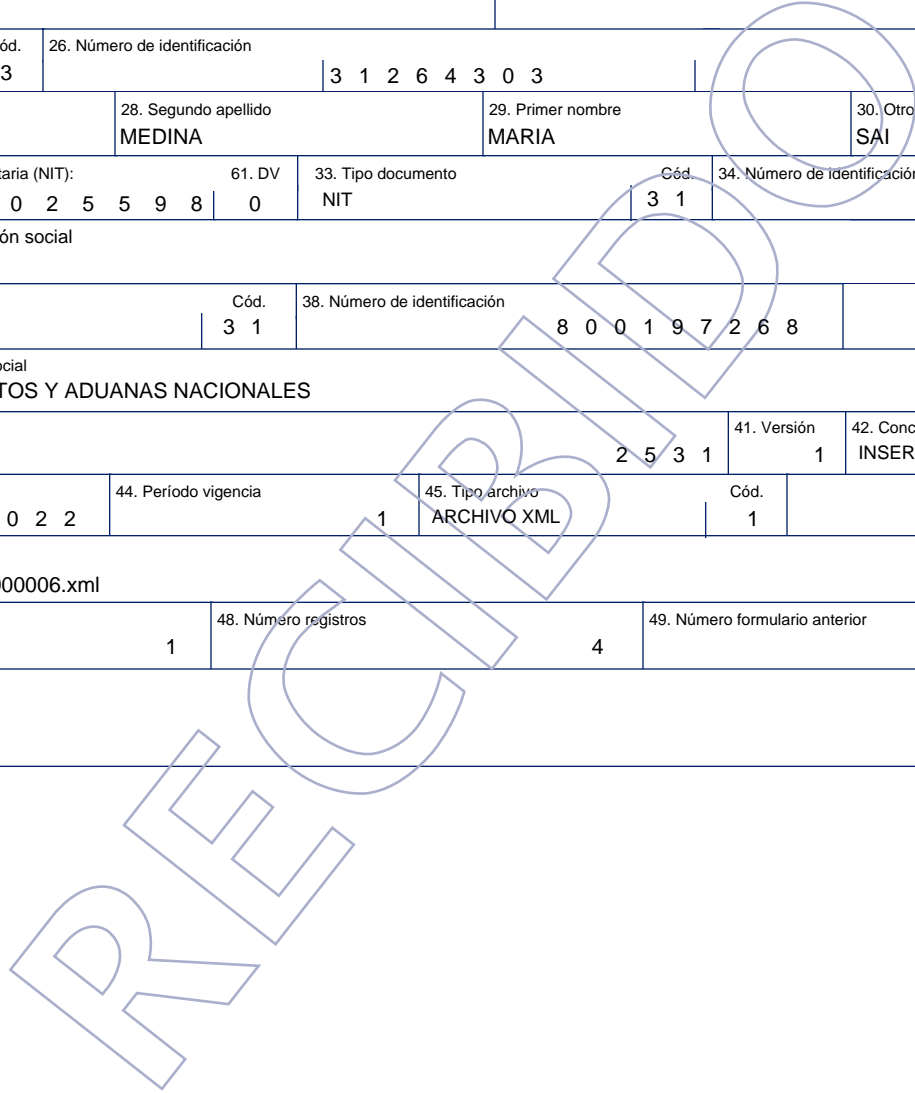 ód. 26. Número de identificación
3 3 1 2 6 4 3 0 3
28. Segundo apellido 29. Primer nombre 30. Otro
MEDINA MARIA SAI
taria (NIT): 61. DV 33. Tipo documento Cód. 34. Número de identificación
0 2 5 5 9 8 0 NIT 3 1
ón social
Cód. 38. Número de identificación
3 1 8 0 0 1 9 7 2 6 8
ocial
TOS Y ADUANAS NACIONALES
41. Versión 42. Conc
2 5 3 1 1 INSER
44. Período vigencia 45. Tipo archivo Cód.
0 2 2 1 ARCHIVO XML 1
000006.xml
48. Número registros 49. Número formulario anterior
1 4
RECIBIDO